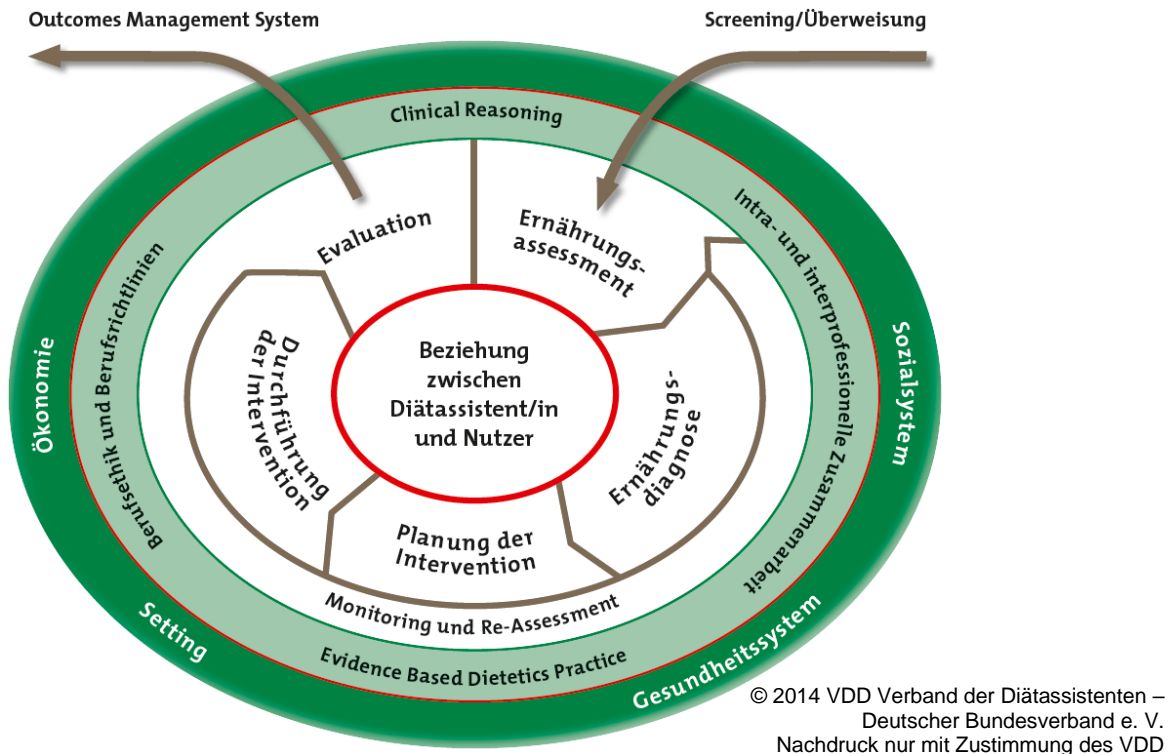 Outcomes Management System
Screening/Überweisung
Clinical Reasoning
Intra- und interprofessionelle Zusammenarbeit
Berufsethik und Berufsrichtlinien
Evidence Based Dietetics Practice
Ökonomie
Setting
Sozialsystem
Gesundheitssystem
Ernährungs-
assessment
Ernährungs-
diagnose
Planung der
Intervention
Durchführung
der Intervention
Evaluation
Monitoring und Re-Assessment
Beziehung
zwischen
Diätassistent/in
und Nutzer
© 2014 VDD Verband der Diätassistenten –
Deutscher Bundesverband e. V.
Nachdruck nur mit Zustimmung des VDD